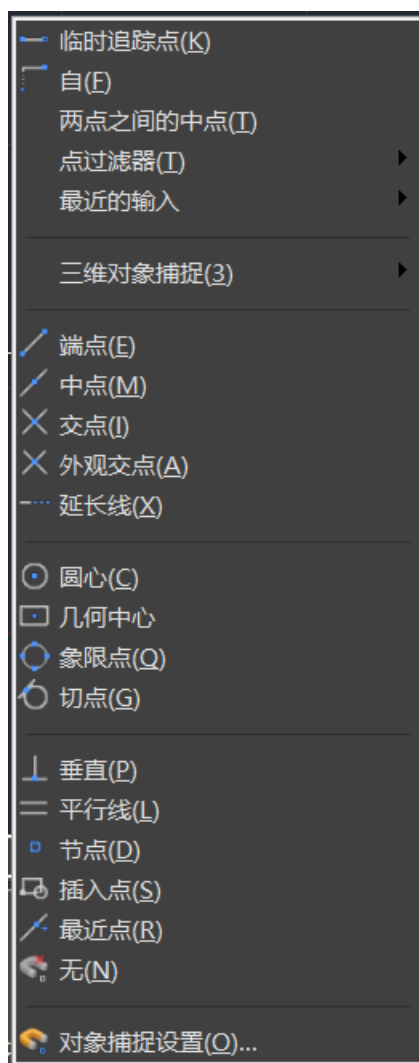 临时追踪点(K)
自(F)
两点之间的中点(T)
点过滤器(T)
最近的输入
三维对象捕捉(3)
端点(E)
中点(M)
交点(I)
外观交点(A)
延长线(X)
圆心(C)
几何中心
象限点(Q)
切点(G)
垂直(P)
平行线(L)
节点(D)
插入点(S)
最近点(R)
无(N)
对象捕捉设置(O)...